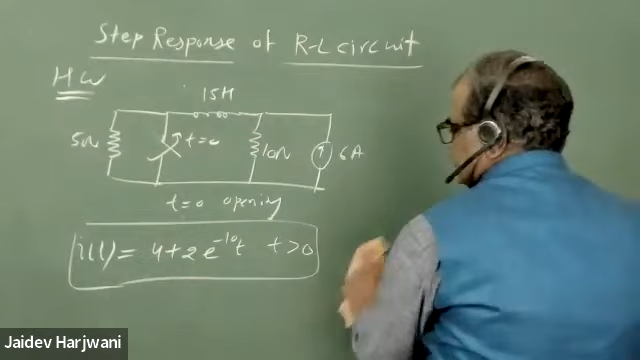 Step Response of R-L circuit
HW
15H
5Ω
t=0
10Ω
6A
t=0 opening
i(t) = 4+2e^-10t t>0
Jaidev Harjwani